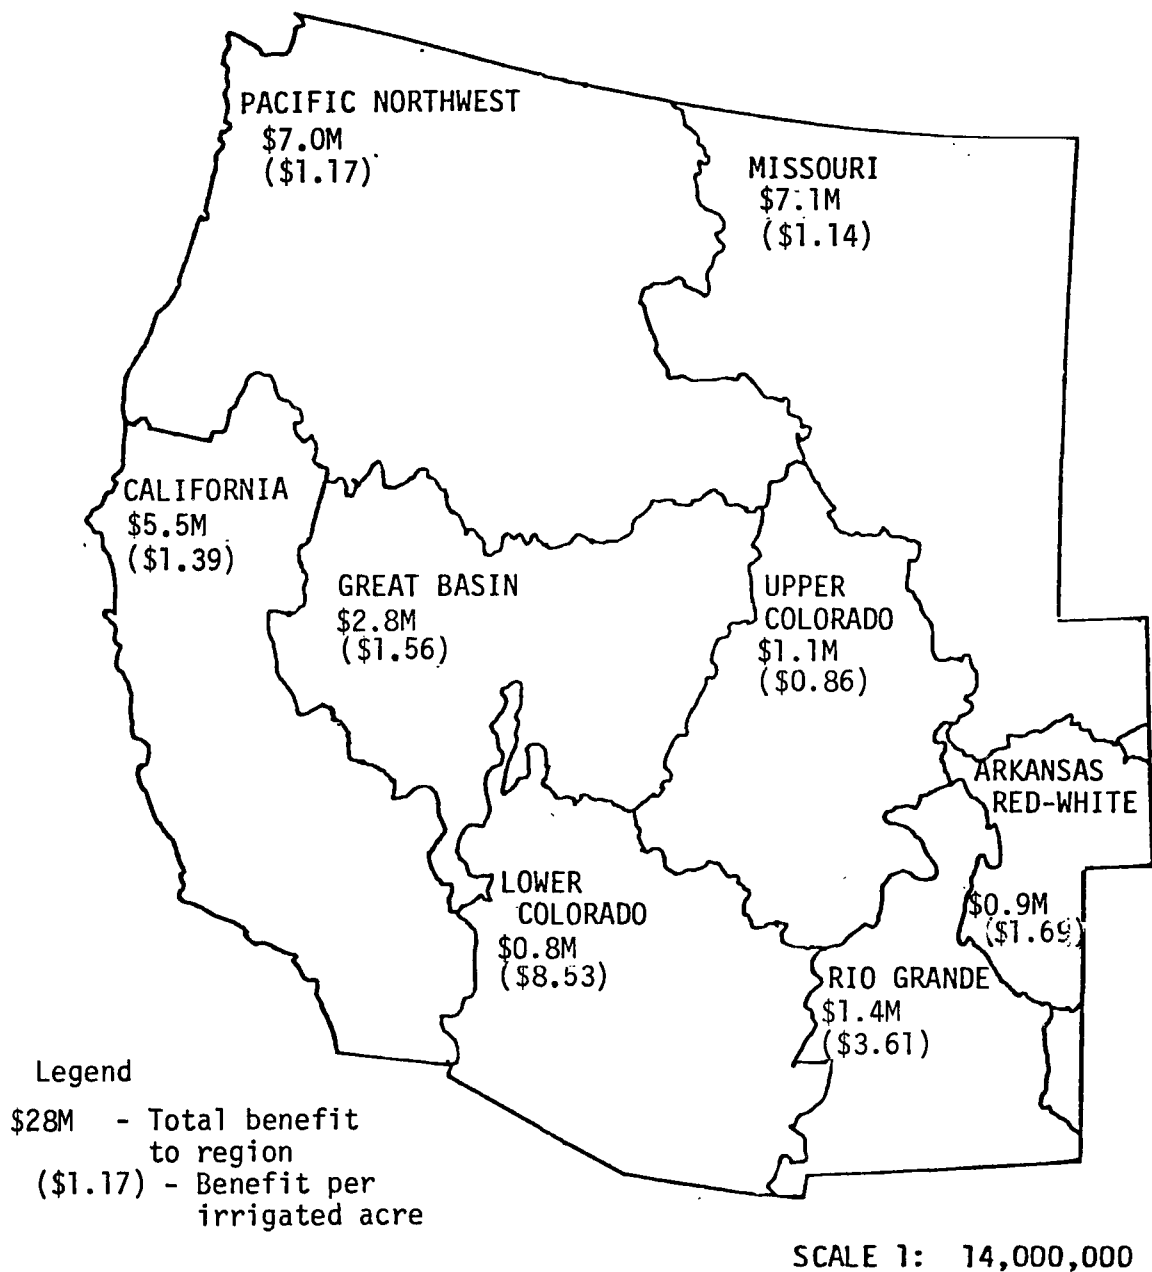 PACIFIC NORTHWEST
$7.0M
($1.17)
MISSOURI
$7.1M
($1.14)
CALIFORNIA
$5.5M
($1.39)
GREAT BASIN
$2.8M
($1.56)
UPPER
COLORADO
$1.1M
($0.86)
ARKANSAS
RED-WHITE
$0.9M
($1.69)
LOWER
COLORADO
$0.8M
($8.53)
RIO GRANDE
$1.4M
($3.61)
Legend
$28M - Total benefit
to region
($1.17) - Benefit per
irrigated acre
SCALE 1: 14,000,000